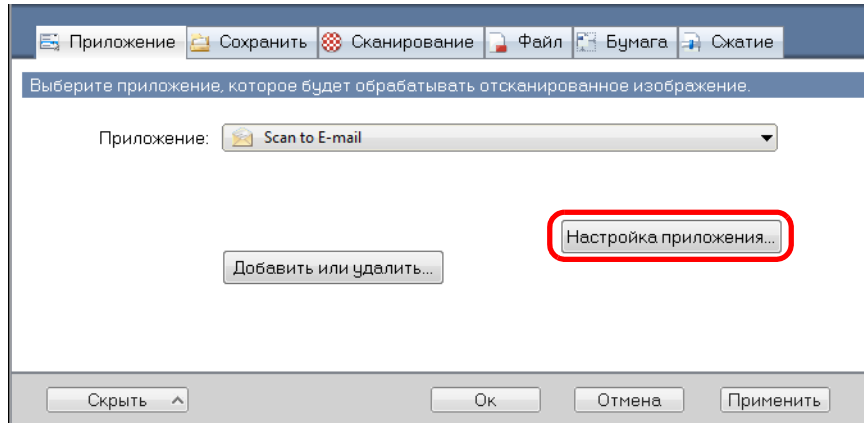 Приложение Сохранить Сканирование Файл Бумага Сжатие
Выберите приложение, которое будет обрабатывать отсканированное изображение.
Приложение: Scan to E-mail
Настройка приложения...
Добавить или удалить...
Скрыть Ок Отмена Применить